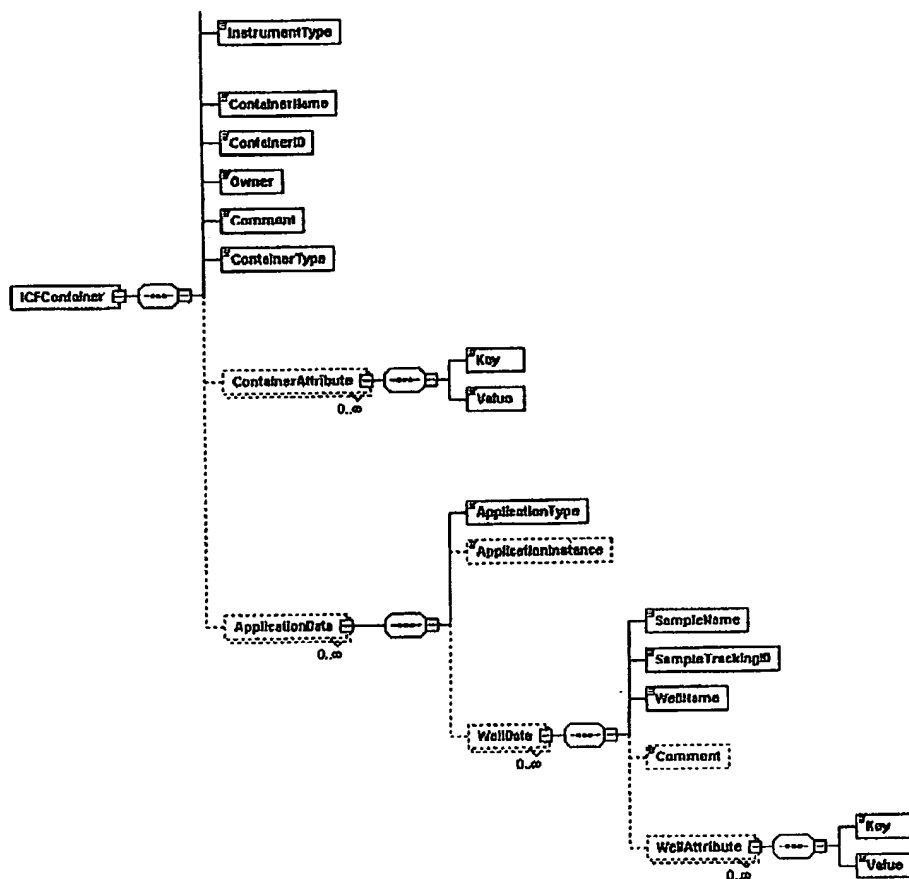 InstrumentType
ContainerName
ContainerID
Owner
Comment
ContainerType
ICFContainer
ContainerAttribute
0..∞
Key
Value
ApplicationType
ApplicationInstance
ApplicationData
0..∞
SampleName
SampleTrackingID
WellName
WellData
0..∞
Comment
WellAttribute
0..∞
Key
Value